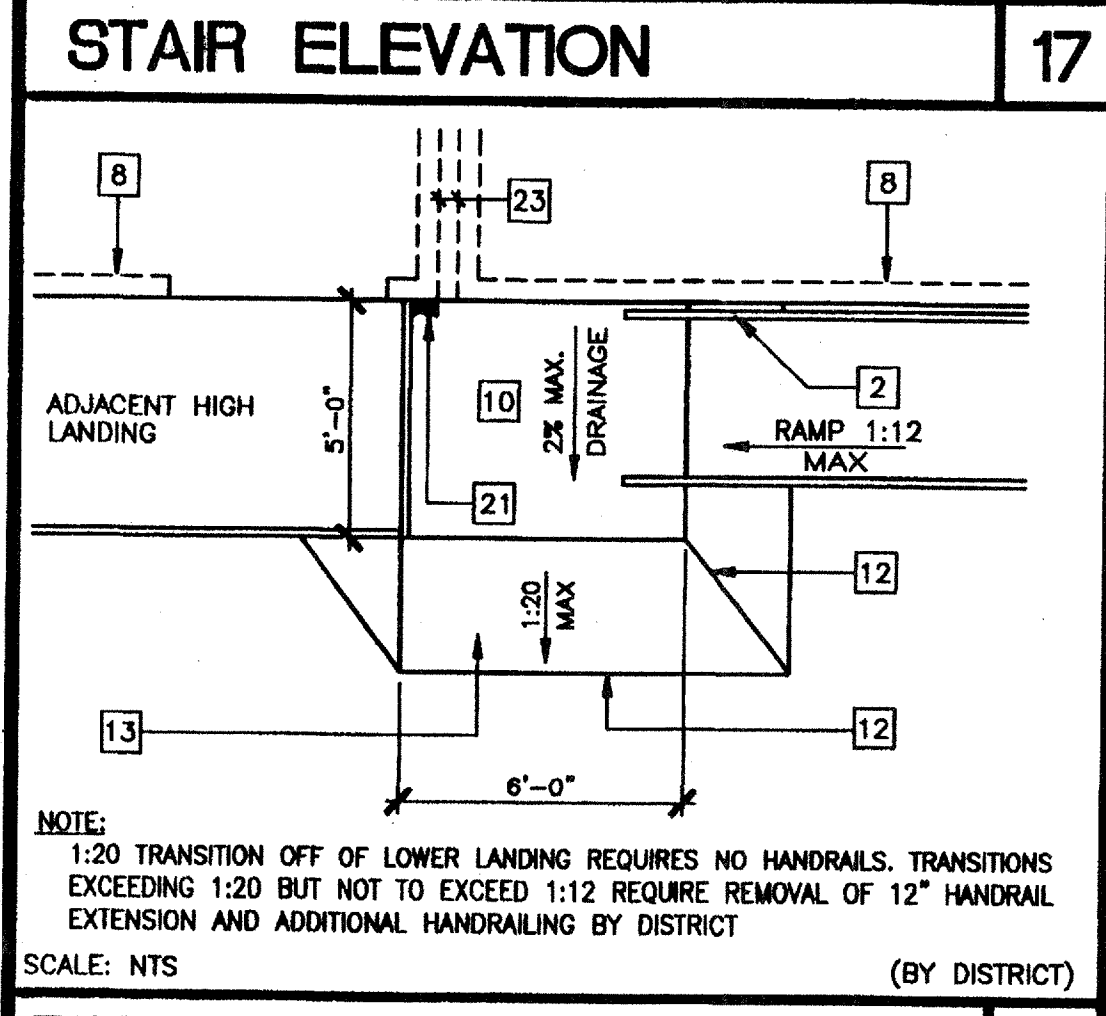 STAIR ELEVATION
17
8
23
8
2
ADJACENT HIGH
LANDING
5'-0"
10
2% MAX.
DRAINAGE
RAMP 1:12
MAX
21
12
1:20
MAX
13
12
6'-0"
NOTE:
1:20 TRANSITION OFF OF LOWER LANDING REQUIRES NO HANDRAILS. TRANSITIONS
EXCEEDING 1:20 BUT NOT TO EXCEED 1:12 REQUIRE REMOVAL OF 12" HANDRAIL
EXTENSION AND ADDITIONAL HANDRAILING BY DISTRICT
SCALE: NTS
(BY DISTRICT)